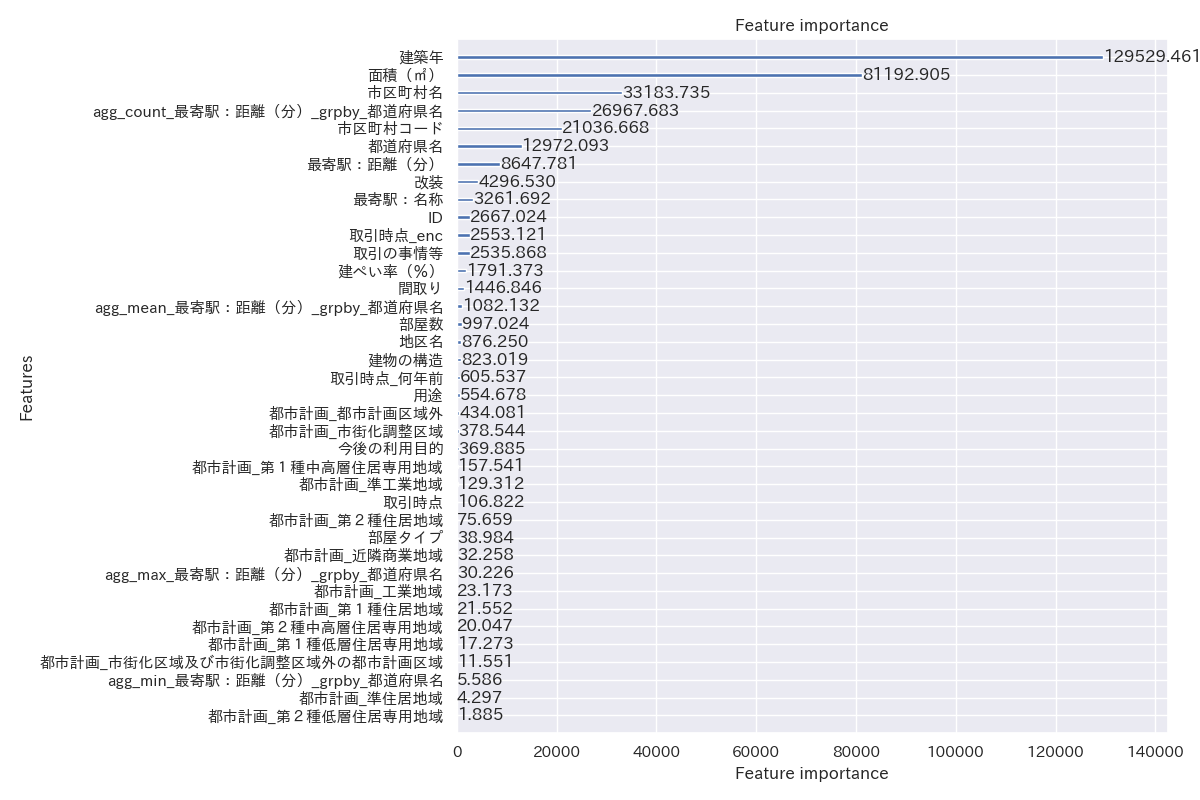 Feature importance
建築年 129529.461
面積（㎡） 81192.905
市区町村名 33183.735
agg_count_最寄駅：距離（分）_grpby_都道府県名 26967.683
市区町村コード 21036.668
都道府県名 12972.093
最寄駅：距離（分） 8647.781
改装 4296.530
最寄駅：名称 3261.692
ID 2667.024
取引時点_enc 2553.121
取引の事情等 2535.868
建ぺい率（％） 1791.373
間取り 1446.846
agg_mean_最寄駅：距離（分）_grpby_都道府県名 1082.132
部屋数 997.024
地区名 876.250
建物の構造 823.019
取引時点_何年前 605.537
用途 554.678
都市計画_都市計画区域外 434.081
都市計画_市街化調整区域 378.544
今後の利用目的 369.885
都市計画_第１種中高層住居専用地域 157.541
都市計画_準工業地域 129.312
取引時点 106.822
都市計画_第２種住居地域 75.659
部屋タイプ 38.984
都市計画_近隣商業地域 32.258
agg_max_最寄駅：距離（分）_grpby_都道府県名 30.226
都市計画_工業地域 23.173
都市計画_第１種住居地域 21.552
都市計画_第２種中高層住居専用地域 20.047
都市計画_第１種低層住居専用地域 17.273
都市計画_市街化区域及び市街化調整区域外の都市計画区域 11.551
agg_min_最寄駅：距離（分）_grpby_都道府県名 5.586
都市計画_準住居地域 4.297
都市計画_第２種低層住居専用地域 1.885
Features
0 20000 40000 60000 80000 100000 120000 140000
Feature importance